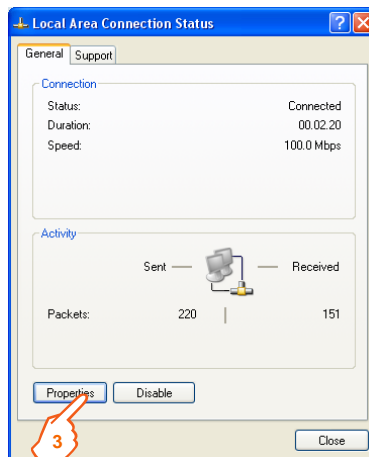 Local Area Connection Status
General Support
Connection
Status: Connected
Duration: 00.02.20
Speed: 100.0 Mbps
Activity
Sent — — Received
Packets: 220 | 151
Properties Disable
3
Close